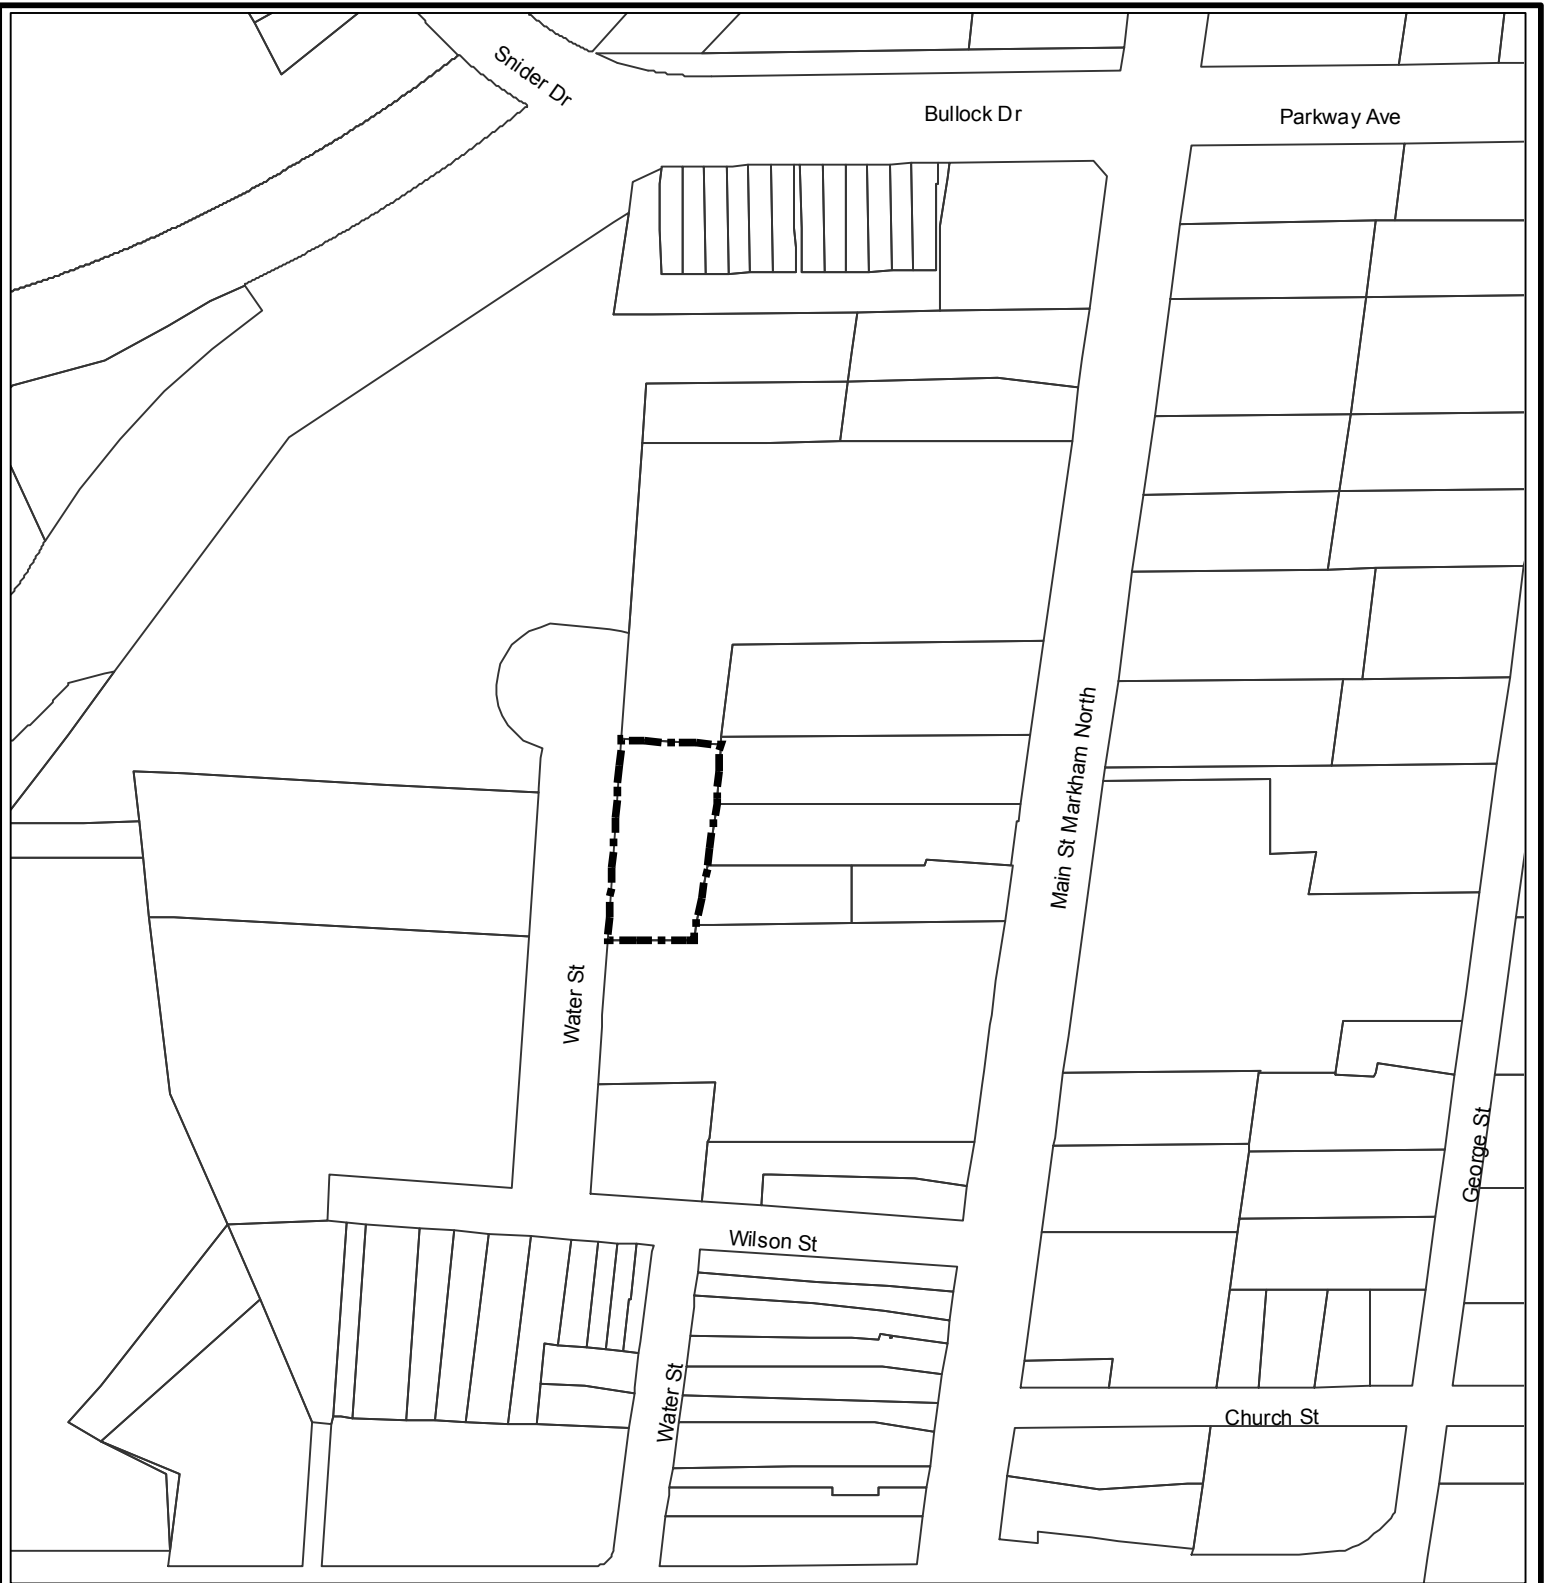 Snider Dr
Bullock Dr
Parkway Ave
Main St Markham North
Water St
George St
Wilson St
Water St
Church St